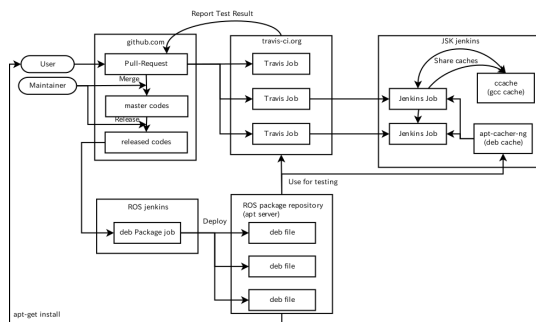 Report Test Result
github.com
travis-ci.org
JSK jenkins
User
Pull-Request
Travis Job
Share caches
Maintainer
Merge
master codes
Travis Job
Jenkins Job
ccache
(gcc cache)
Release
released codes
Travis Job
Jenkins Job
apt-cacher-ng
(deb cache)
Use for testing
ROS jenkins
ROS package repository
(apt server)
Deploy
deb Package job
deb file
deb file
deb file
apt-get install